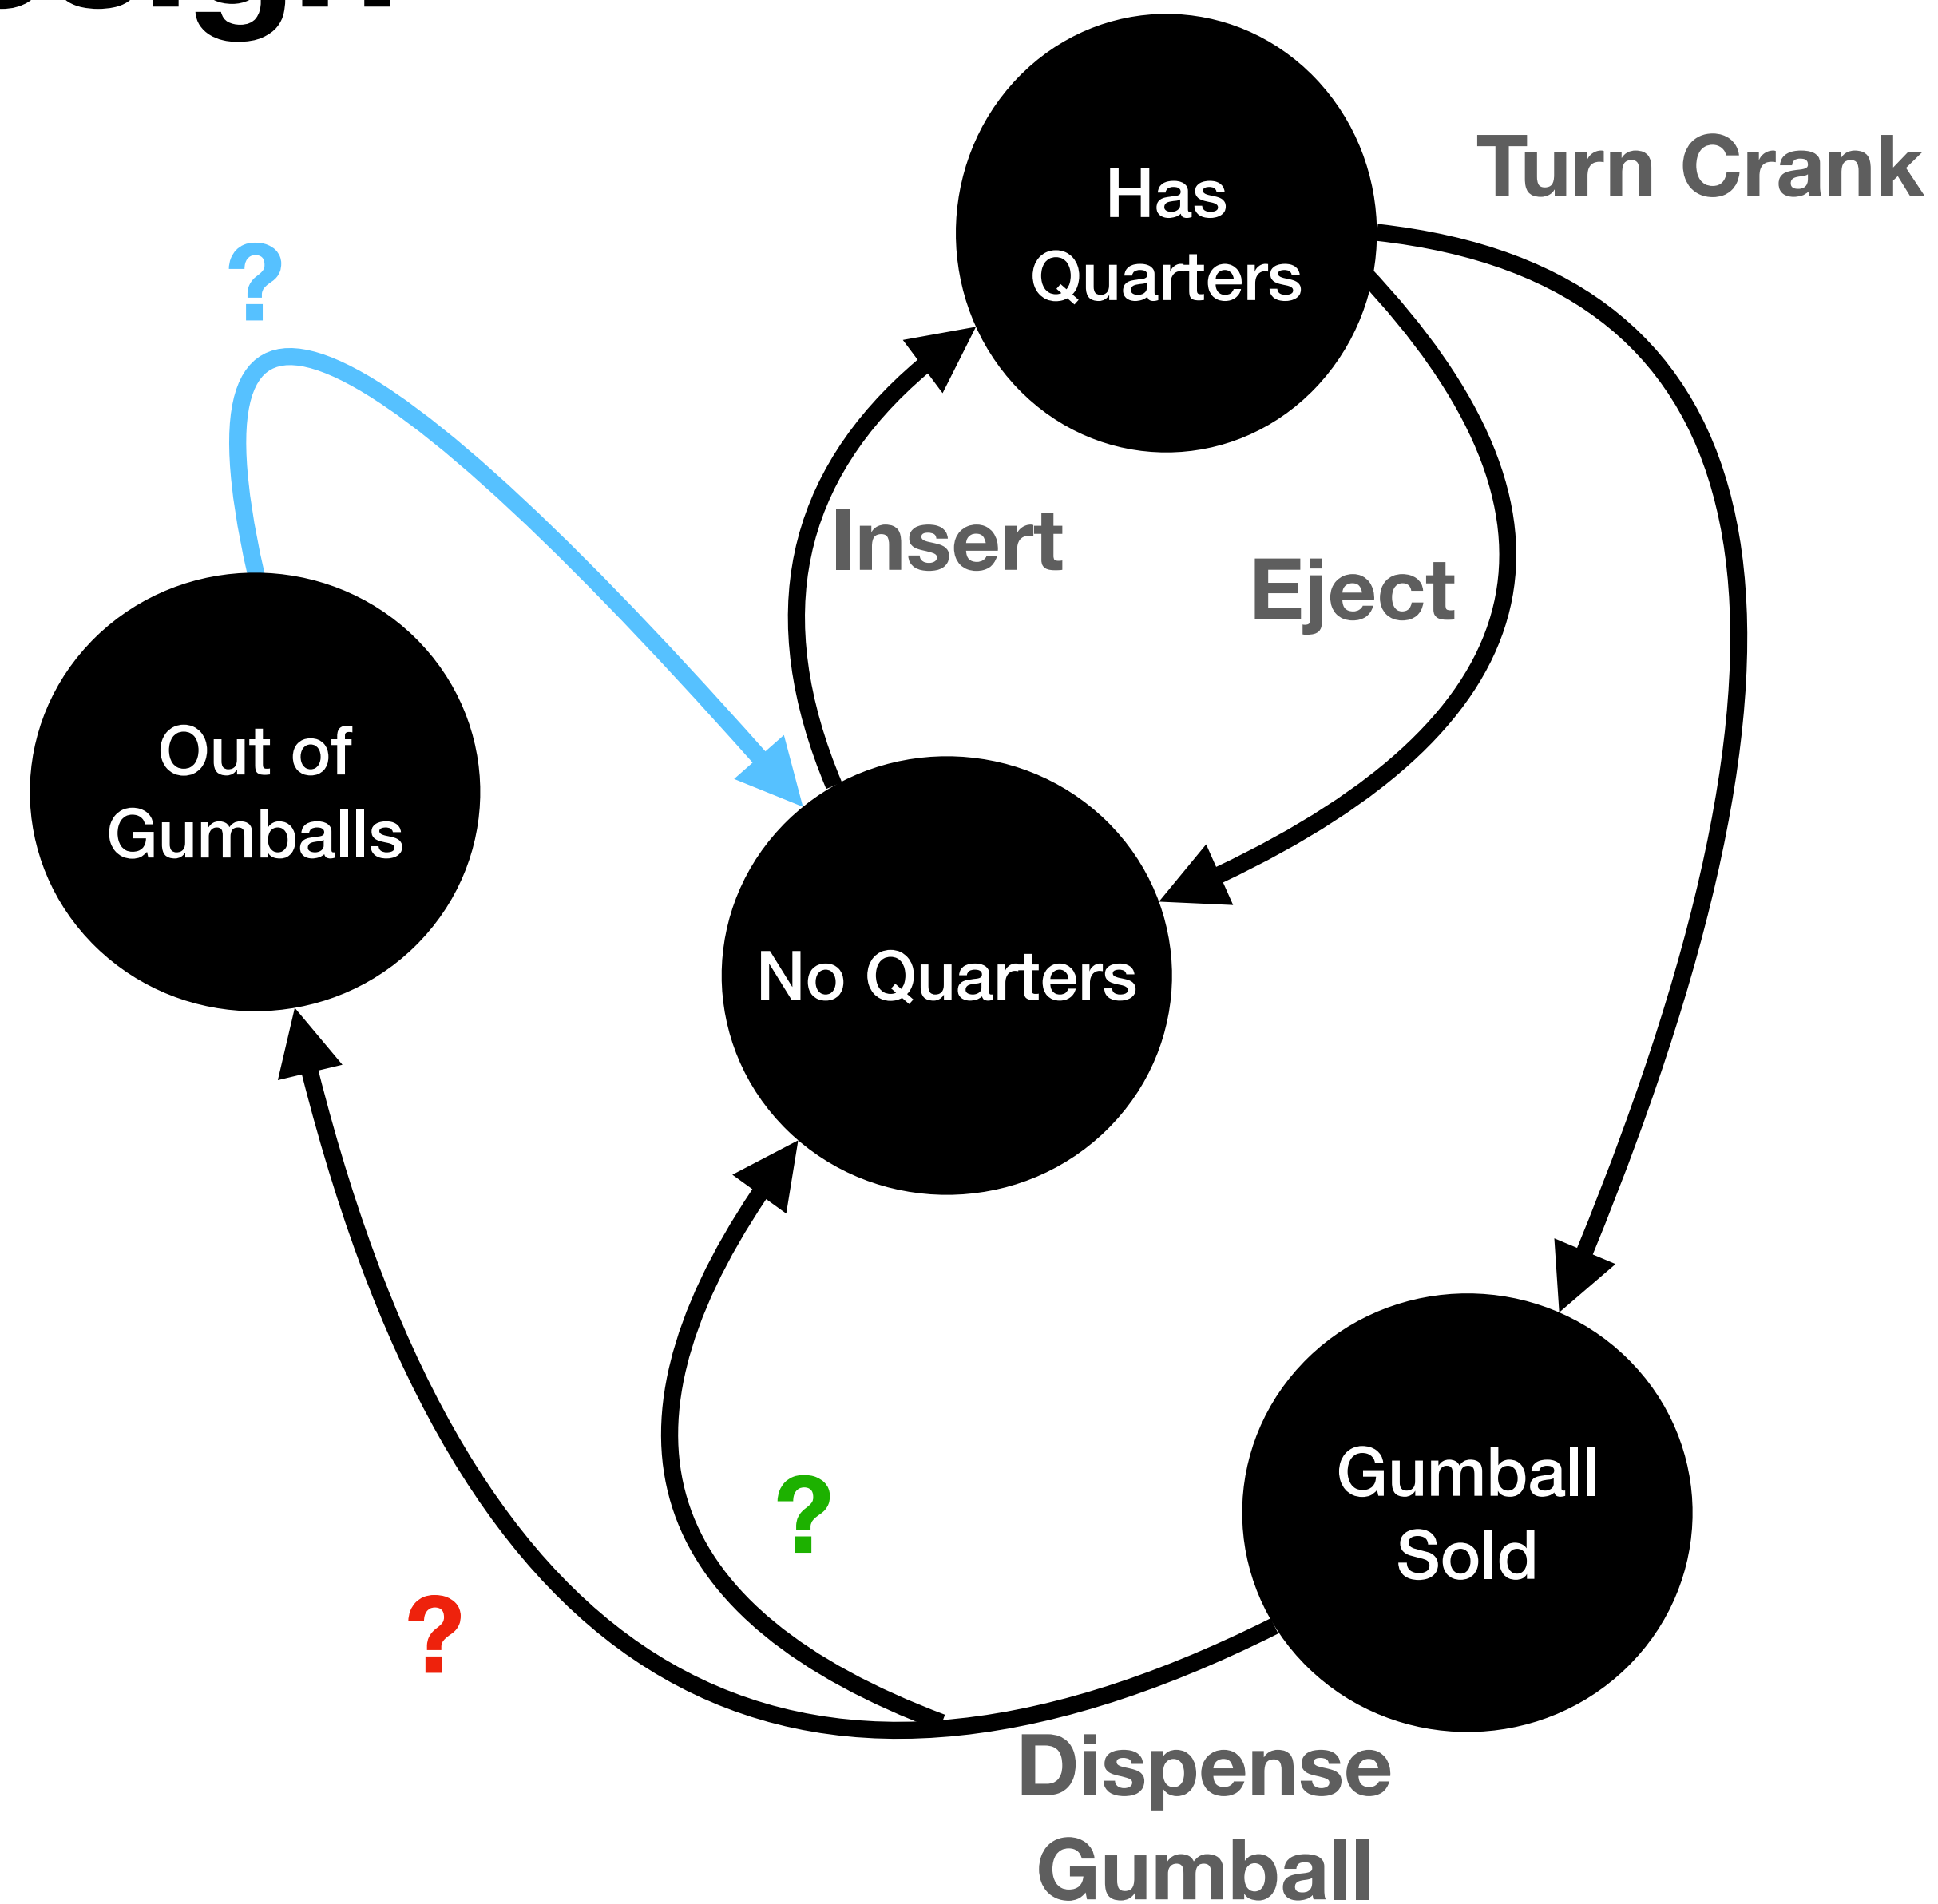 Has
Quarters
Turn Crank
?
Insert
Eject
Out of
Gumballs
No Quarters
Gumball
Sold
?
?
Dispense
Gumball